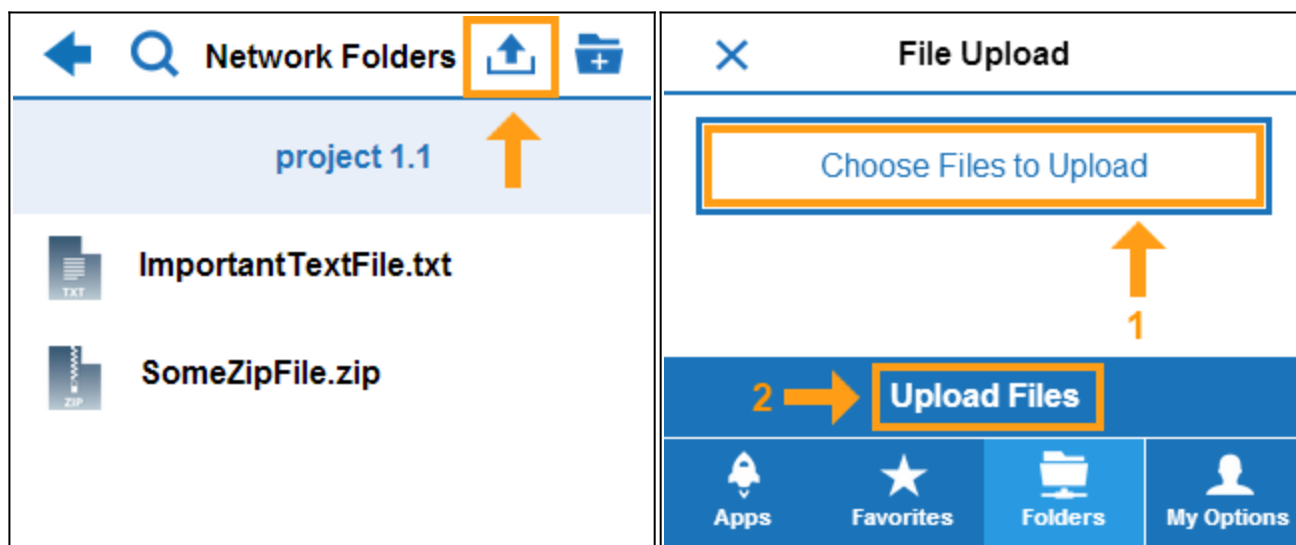 Network Folders
project 1.1
ImportantTextFile.txt
TXT
SomeZipFile.zip
ZIP
File Upload
Choose Files to Upload
1
2
Upload Files
Apps
Favorites
Folders
My Options